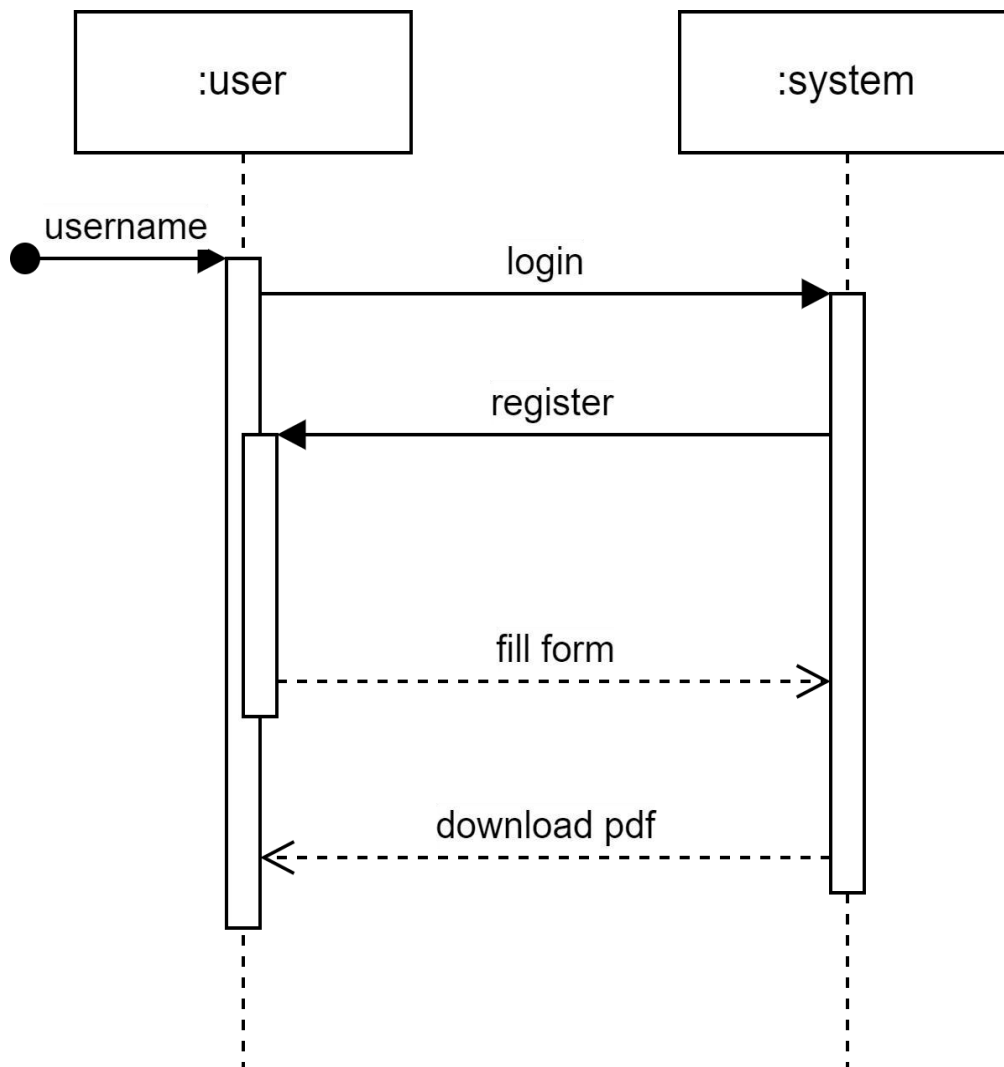 :user
:system
username
login
register
fill form
download pdf